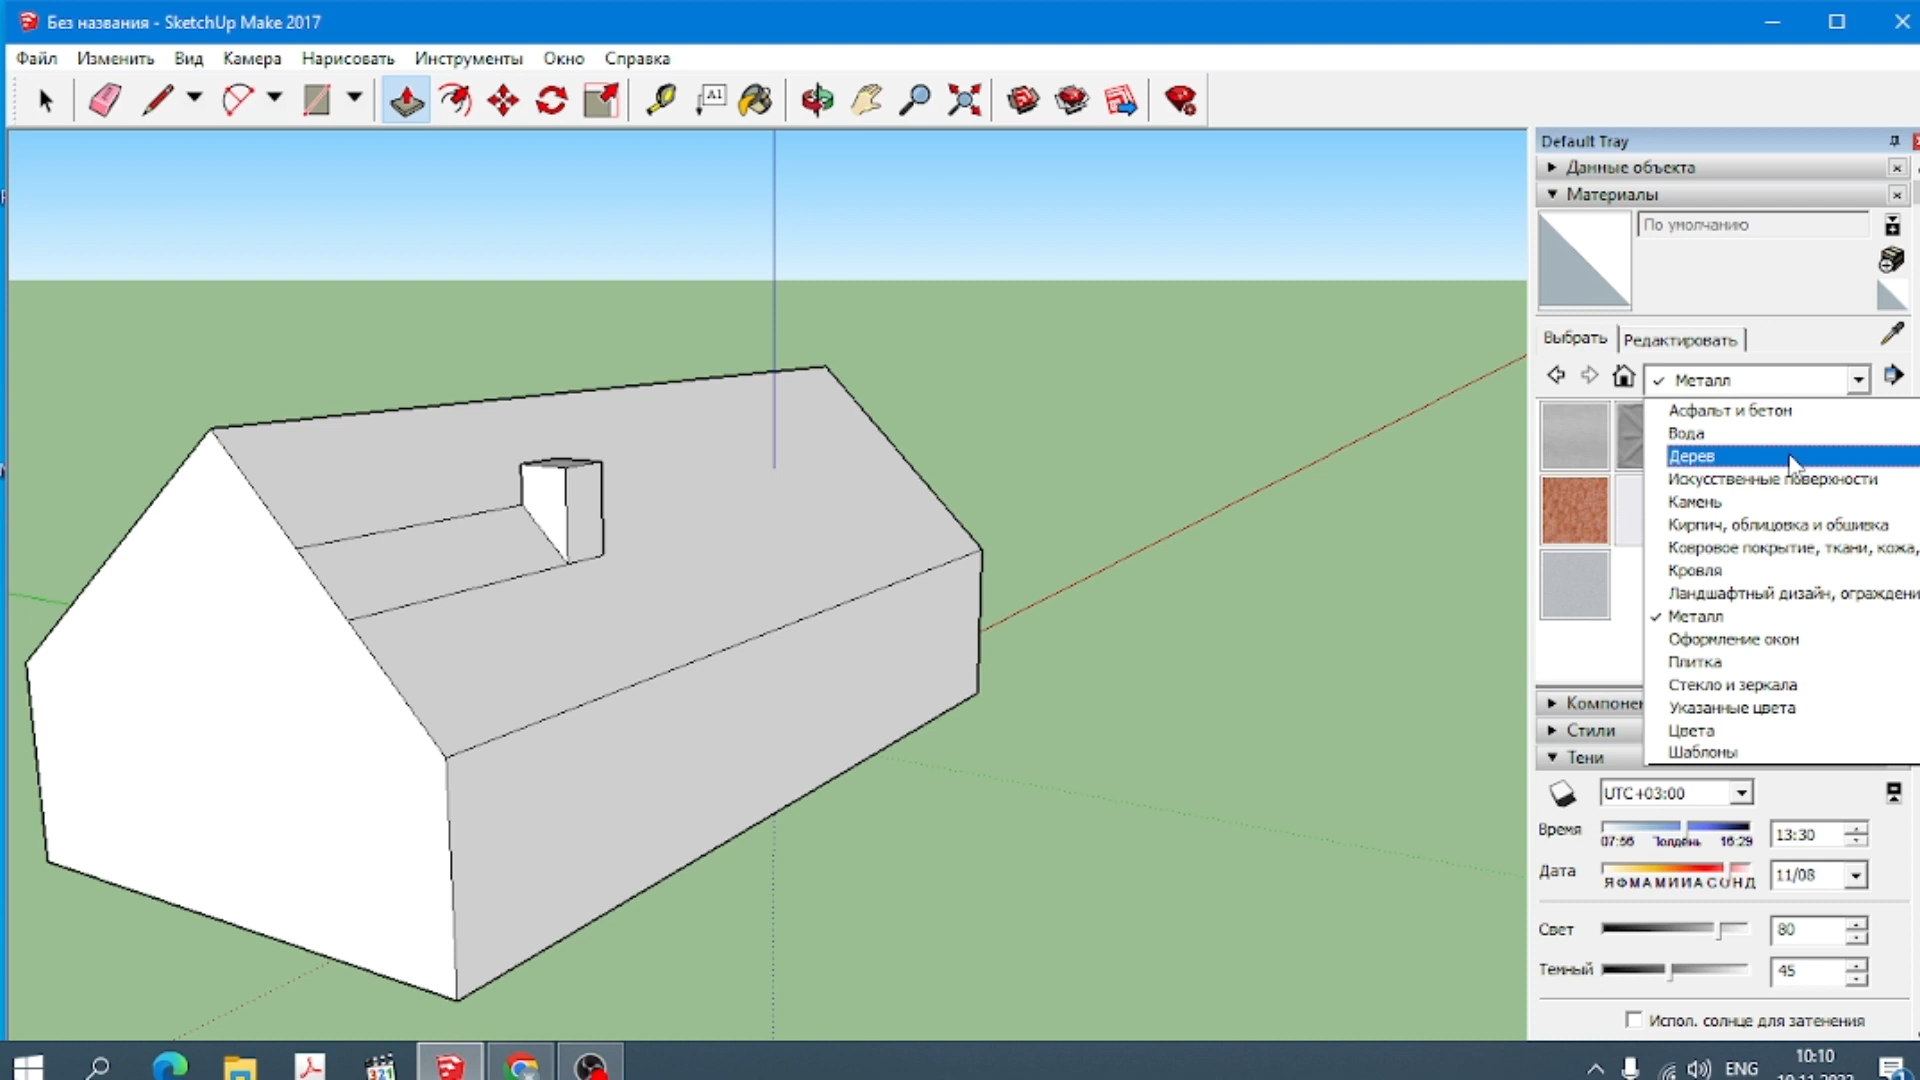 Без названия - SketchUp Make 2017
Файл Изменить Вид Камера Нарисовать Инструменты Окно Справка
A1
Default Tray
Данные объекта
Материалы
По умолчанию
Выбрать Редактировать
Металл
Асфальт и бетон
Вода
Дерев
Искусственные поверхности
Камень
Кирпич, облицовка и обшивка
Ковровое покрытие, ткани, кожа,
Кровля
Ландшафтный дизайн, ограждени
Металл
Оформление окон
Плитка
Стекло и зеркала
Указанные цвета
Цвета
Шаблоны
Компонен
Стили
Тени
UTC+03:00
Время 07:56 Толдень 16:29 13:30
Дата Я Ф М А М И И А С О Н Д 11/08
Свет 80
Темный 45
Испол. солнце для затенения
321
ENG
10:10